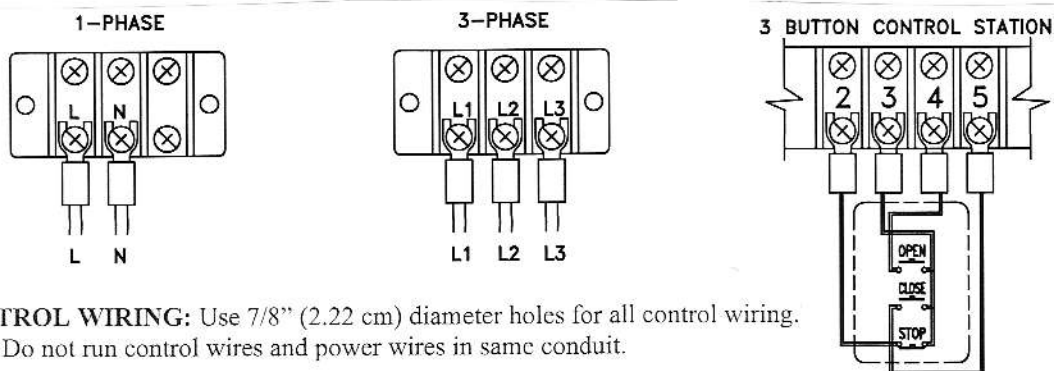 1-PHASE
L N
L N
3-PHASE
L1 L2 L3
L1 L2 L3
3 BUTTON CONTROL STATION
2 3 4 5
OPEN
CLOSE
STOP
TROL WIRING: Use 7/8” (2.22 cm) diameter holes for all control wiring.
Do not run control wires and power wires in same conduit.